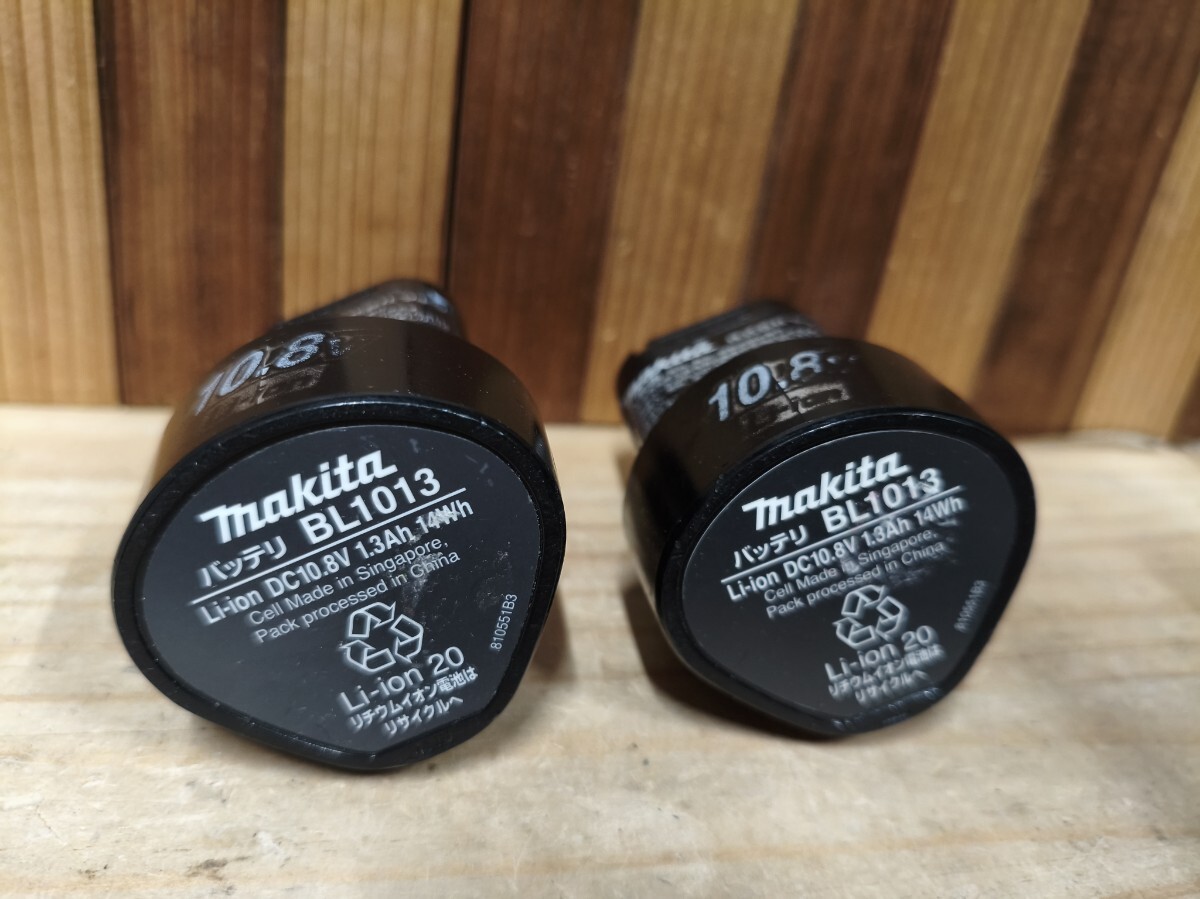 10.8
makita
バッテリ BL1013
Li-ion DC10.8V 1.3Ah 14Wh
Cell Made in Singapore,
Pack processed in China
810551B3
Li-ion 20
リチウムイオン電池は
リサイクルへ
10.8
makita
バッテリ BL1013
Li-ion DC10.8V 1.3Ah 14Wh
Cell Made in Singapore,
Pack processed in China
Li-ion 20
リチウムイオン電池は
リサイクルへ